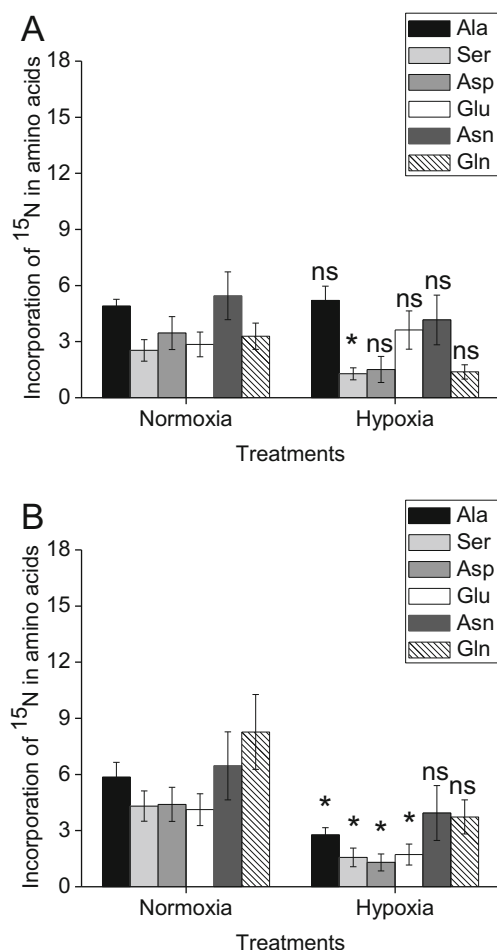 A
Ala
Ser
Asp
Glu
Asn
Gln
Incorporation of ¹⁵N in amino acids
18
15
12
9
6
3
0
ns
*
ns
ns
ns
ns
Normoxia
Hypoxia
Treatments
B
Ala
Ser
Asp
Glu
Asn
Gln
Incorporation of ¹⁵N in amino acids
18
15
12
9
6
3
0
*
*
*
*
ns
ns
Normoxia
Hypoxia
Treatments